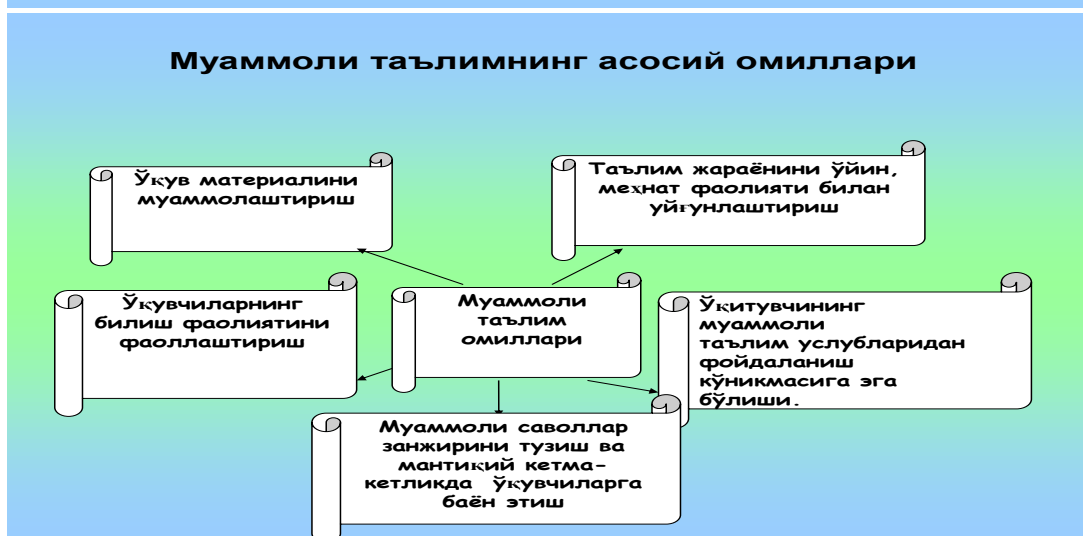 Муаммоли таълимнинг асосий омиллари
Ўқув материалини
муаммолаштириш
Таълим жараёнини ўйин,
меҳнат фаолияти билан
уйғунлаштириш
Ўқувчиларнинг
билиш фаолиятини
фаоллаштириш
Муаммоли
таълим
омиллари
Ўқитувчининг
муаммоли
таълим услубларидан
фойдаланиш
кўникмасига эга
бўлиши.
Муаммоли саволлар
занжирини тузиш ва
мантиқий кетма-
кетликда ўқувчиларга
баён этиш